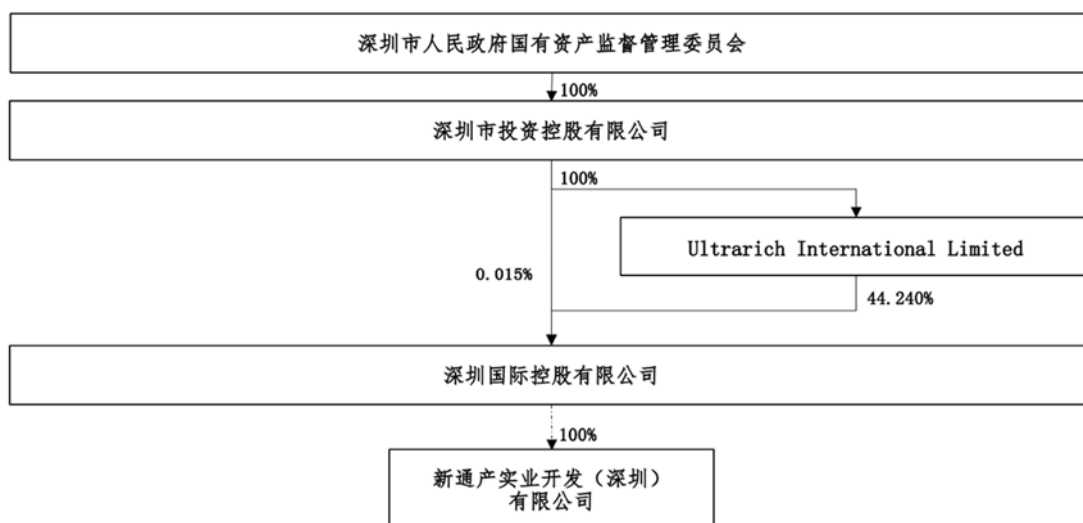 深圳市人民政府国有资产监督管理委员会
100%
深圳市投资控股有限公司
100%
Ultrarich International Limited
0.015%
44.240%
深圳国际控股有限公司
100%
新通产实业开发（深圳）
有限公司